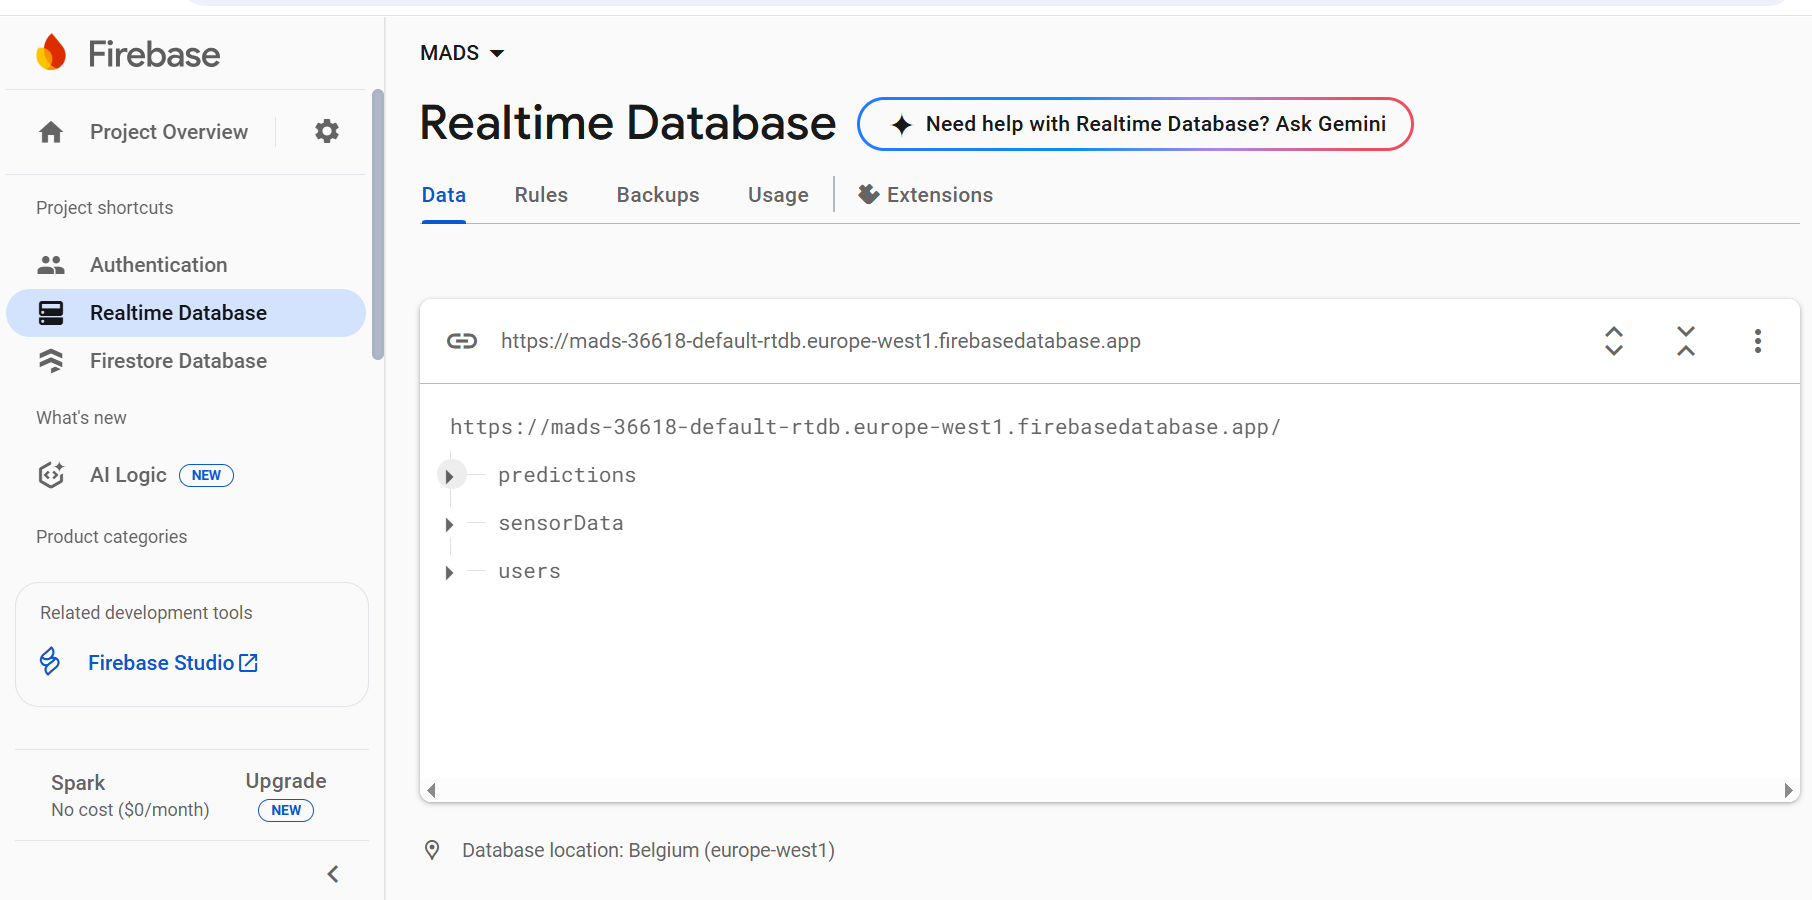 Firebase
Project Overview
Project shortcuts
Authentication
Realtime Database
Firestore Database
What's new
AI Logic NEW
Product categories
Related development tools
Firebase Studio
Spark
No cost ($0/month)
Upgrade
NEW
MADS
Realtime Database
Need help with Realtime Database? Ask Gemini
Data Rules Backups Usage Extensions
https://mads-36618-default-rtdb.europe-west1.firebasedatabase.app
https://mads-36618-default-rtdb.europe-west1.firebasedatabase.app/
predictions
sensorData
users
Database location: Belgium (europe-west1)